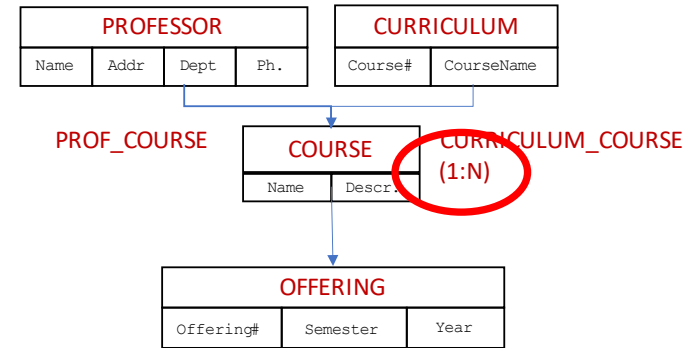 PROFESSOR
CURRICULUM
Name Addr Dept Ph.
Course# CourseName
PROF_COURSE
COURSE
CURRICULUM_COURSE
(1:N)
Name Descr.
OFFERING
Offering# Semester Year